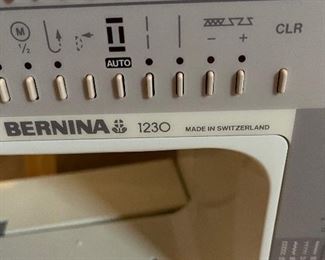 M
1/2
− +
CLR
AUTO
BERNINA 1230 MADE IN SWITZERLAND